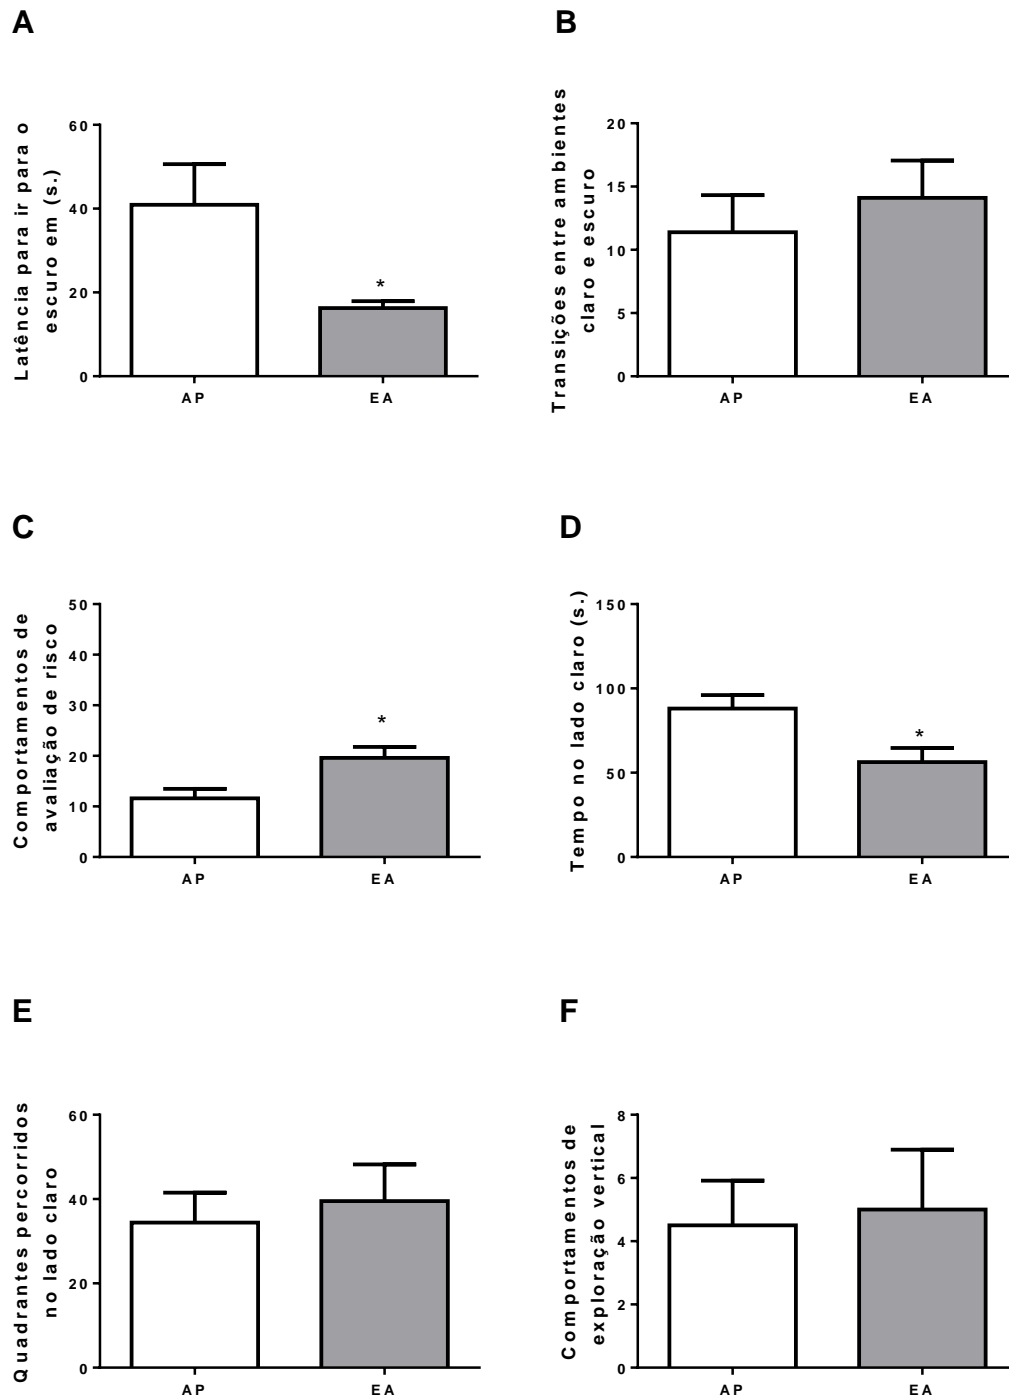 A
Latência para ir para o
escuro em (s.)
60
40
20
0
*
AP
EA
B
Transições entre ambientes
claro e escuro
20
15
10
5
0
AP
EA
C
Comportamentos de
avaliação de risco
50
40
30
20
10
0
*
AP
EA
D
Tempo no lado claro (s.)
150
100
50
0
*
AP
EA
E
Quadrantes percorridos
no lado claro
60
40
20
0
AP
EA
F
Comportamentos de
exploração vertical
8
6
4
2
0
AP
EA